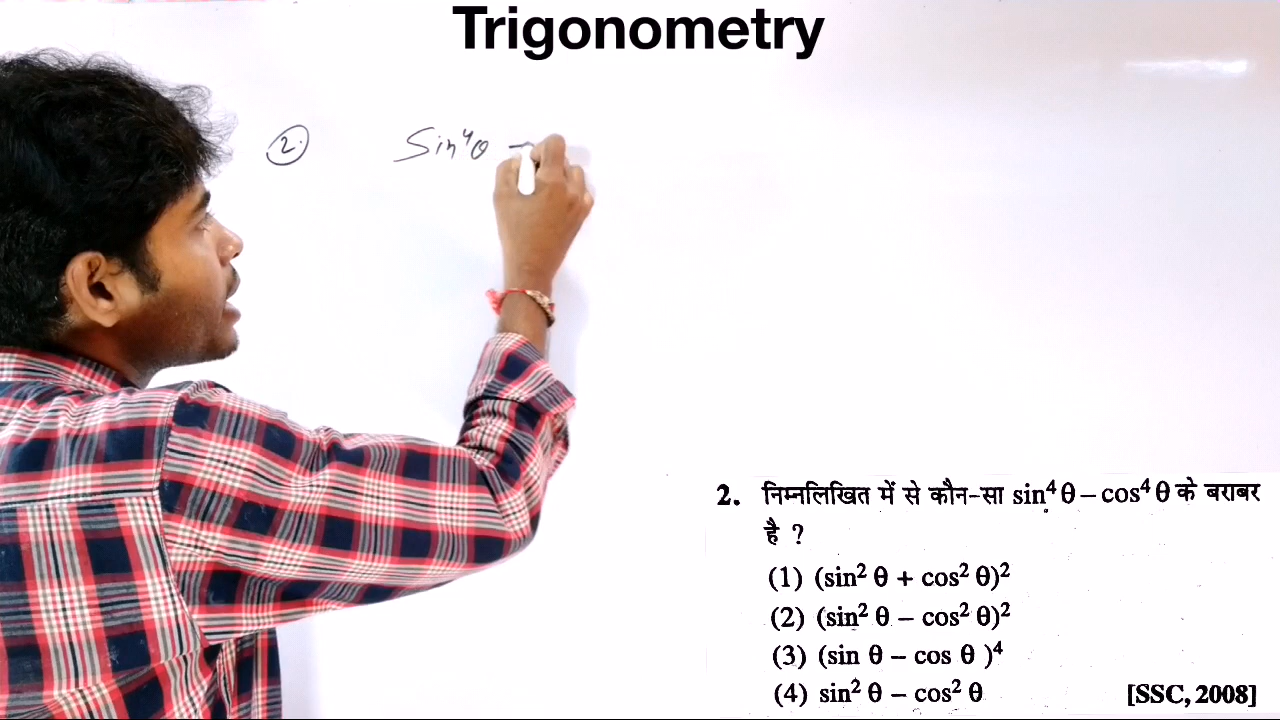 Trigonometry
2. Sin⁴θ –
2. निम्नलिखित में से कौन-सा sin⁴ θ – cos⁴ θ के बराबर
है ?
(1) (sin² θ + cos² θ)²
(2) (sin² θ – cos² θ)²
(3) (sin θ – cos θ )⁴
(4) sin² θ – cos² θ [SSC, 2008]